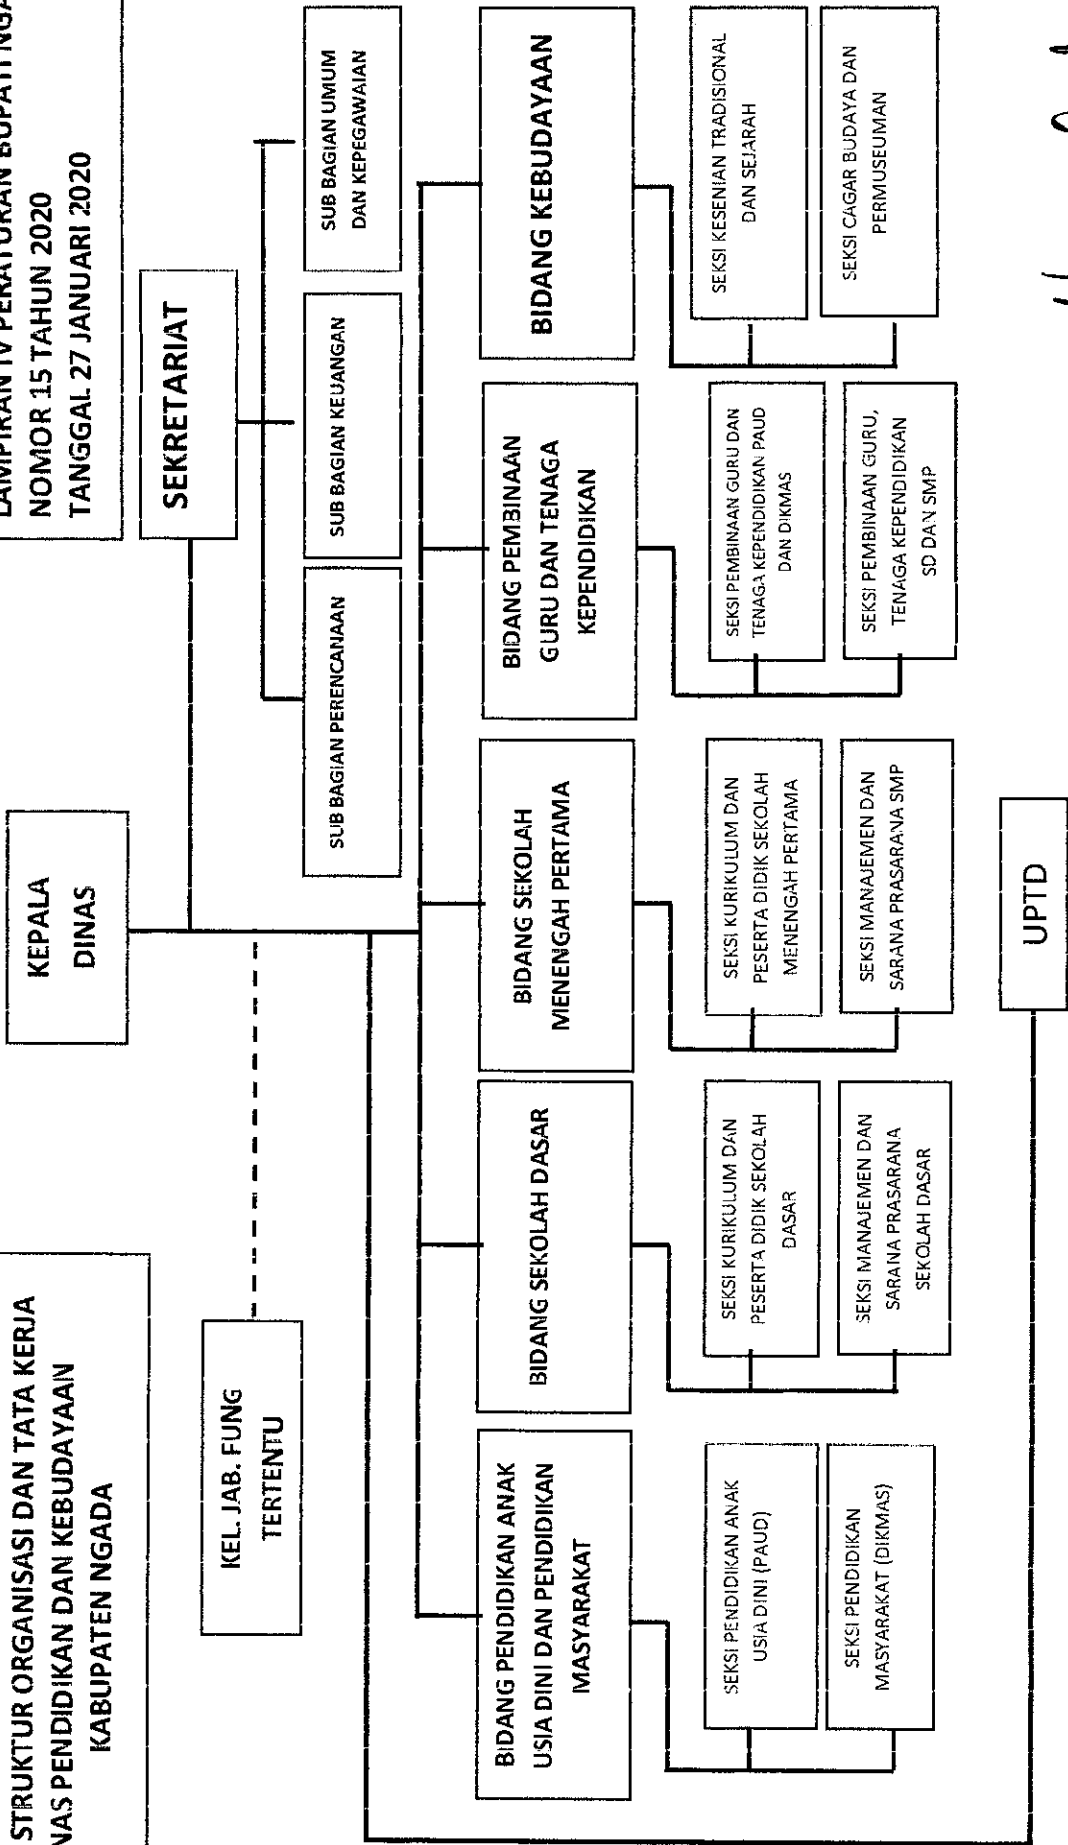 STRUKTUR ORGANISASI DAN TATA KERJA
PENDIDIKAN DAN KEBUDAYAAN
KABUPATEN NGADA
LAMPIRAN IV PERATURAN BUPATI
NOMOR 15 TAHUN 2020
TANGGAL 27 JANUARI 2020
KEPALA
DINAS
SEKRETARIAT
KEL. JAB. FUNG
TERTENTU
SUB BAGIAN PERENCANAAN
SUB BAGIAN KEUANGAN
SUB BAGIAN UMUM
DAN KEPEGAWAIAN
BIDANG PENDIDIKAN ANAK
USIA DINI DAN PENDIDIKAN
MASYARAKAT
BIDANG SEKOLAH DASAR
BIDANG SEKOLAH
MENENGAH PERTAMA
BIDANG PEMBINAAN
GURU DAN TENAGA
KEPENDIDIKAN
BIDANG KEBUDAYAAN
SEKSI PENDIDIKAN ANAK
USIA DINI (PAUD)
SEKSI PENDIDIKAN
MASYARAKAT (DIKMAS)
SEKSI KURIKULUM DAN
PESERTA DIDIK SEKOLAH
DASAR
SEKSI MANAJEMEN DAN
SARANA PRASARANA
SEKOLAH DASAR
SEKSI KURIKULUM DAN
PESERTA DIDIK SEKOLAH
MENENGAH PERTAMA
SEKSI MANAJEMEN DAN
SARANA PRASARANA SMP
SEKSI PEMBINAAN GURU DAN
TENAGA KEPENDIDIKAN PAUD
DAN DIKMAS
SEKSI PEMBINAAN GURU,
TENAGA KEPENDIDIKAN
SD DAN SMP
SEKSI KESENIAN TRADISIONAL
DAN SEJARAH
SEKSI CAGAR BUDAYA DAN
PERMUSEUMAN
UPTD